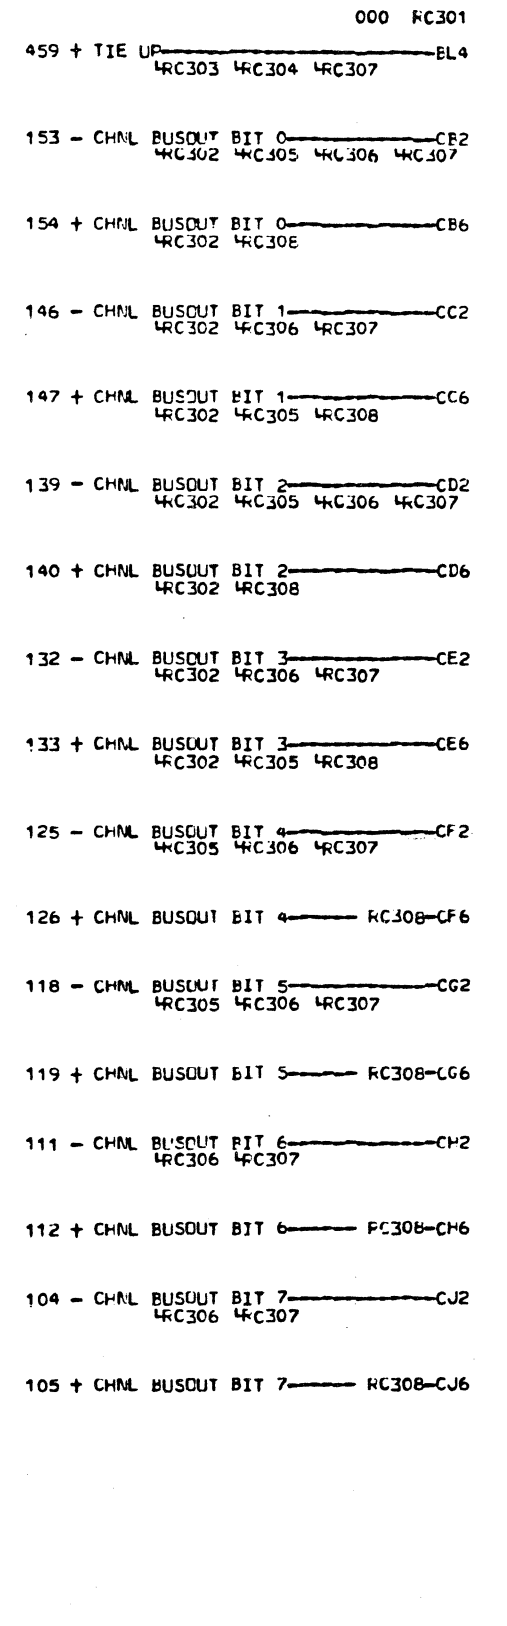 000 RC301
459 + TIE UP BL4
RC303 RC304 RC307
153 - CHNL BUSOUT BIT 0 CB2
RC302 RC305 RC306 RC307
154 + CHNL BUSOUT BIT 0 CB6
RC302 RC308
146 - CHNL BUSOUT BIT 1 CC2
RC302 RC306 RC307
147 + CHNL BUSOUT BIT 1 CC6
RC302 RC305 RC308
139 - CHNL BUSOUT BIT 2 CD2
RC302 RC305 RC306 RC307
140 + CHNL BUSOUT BIT 2 CD6
RC302 RC308
132 - CHNL BUSOUT BIT 3 CE2
RC302 RC306 RC307
133 + CHNL BUSOUT BIT 3 CE6
RC302 RC305 RC308
125 - CHNL BUSOUT BIT 4 CF2
RC305 RC306 RC307
126 + CHNL BUSOUT BIT 4 RC308-CF6
118 - CHNL BUSOUT BIT 5 CG2
RC305 RC306 RC307
119 + CHNL BUSOUT BIT 5 RC308-CG6
111 - CHNL BUSOUT BIT 6 CH2
RC306 RC307
112 + CHNL BUSOUT BIT 6 RC308-CH6
104 - CHNL BUSOUT BIT 7 CJ2
RC306 RC307
105 + CHNL BUSOUT BIT 7 RC308-CJ6